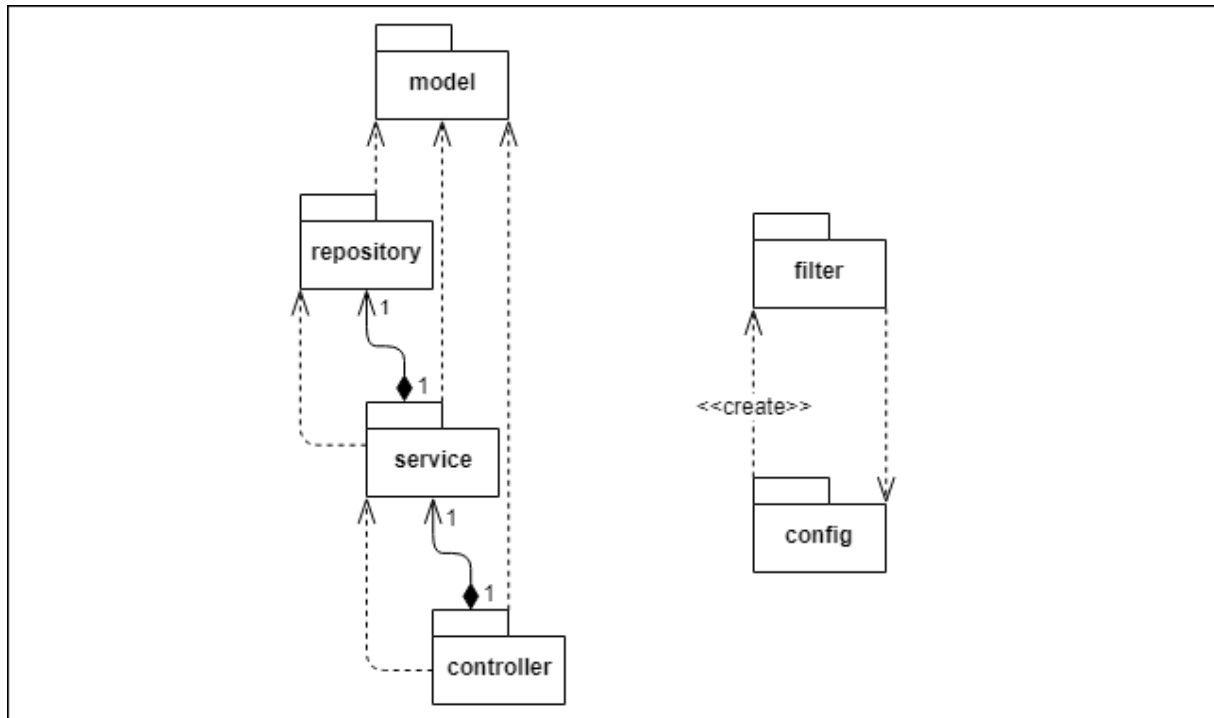 model
repository
filter
1
<<create>>
1
service
1
config
1
controller